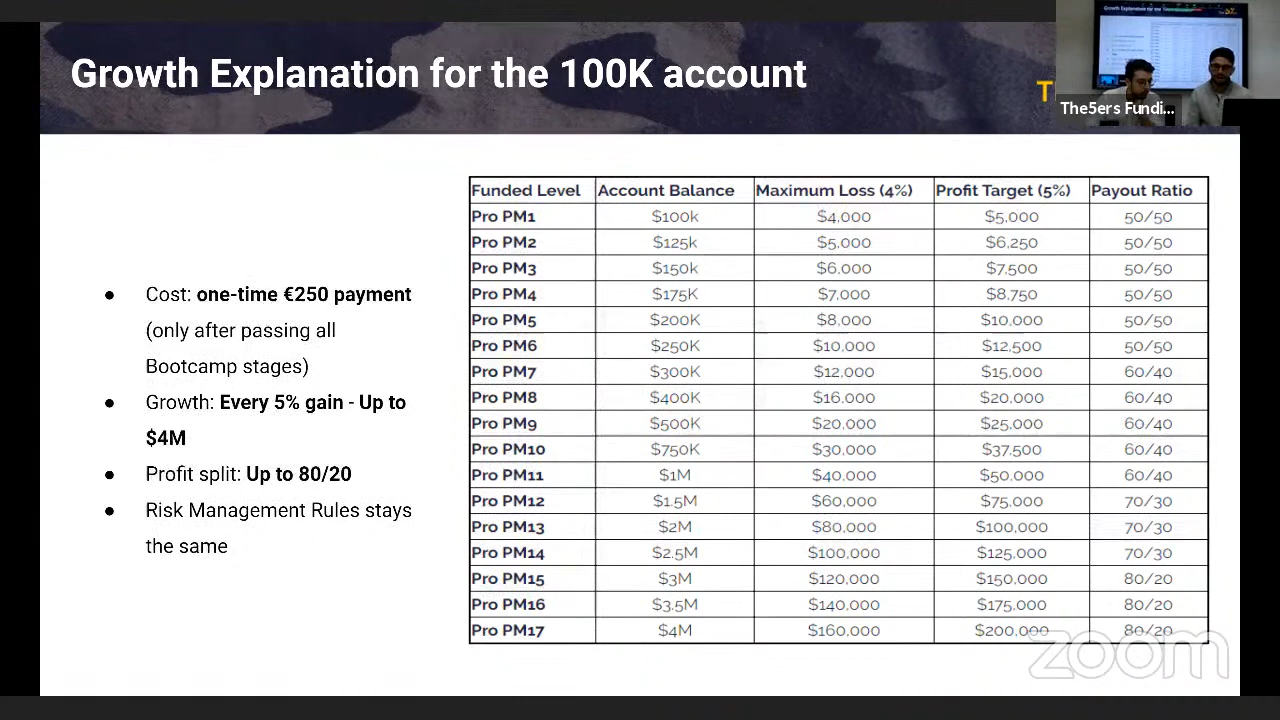 Growth Explanation for the 100K account
The5ers Fundi...
Funded Level Account Balance Maximum Loss (4%) Profit Target (5%) Payout Ratio
Pro PM1 $100k $4,000 $5,000 50/50
Pro PM2 $125k $5,000 $6,250 50/50
Pro PM3 $150k $6,000 $7,500 50/50
Pro PM4 $175K $7,000 $8,750 50/50
Pro PM5 $200K $8,000 $10,000 50/50
Pro PM6 $250K $10,000 $12,500 50/50
Pro PM7 $300K $12,000 $15,000 60/40
Pro PM8 $400K $16,000 $20,000 60/40
Pro PM9 $500K $20,000 $25,000 60/40
Pro PM10 $750K $30,000 $37,500 60/40
Pro PM11 $1M $40,000 $50,000 60/40
Pro PM12 $1.5M $60,000 $75,000 70/30
Pro PM13 $2M $80,000 $100,000 70/30
Pro PM14 $2.5M $100,000 $125,000 70/30
Pro PM15 $3M $120,000 $150,000 80/20
Pro PM16 $3.5M $140,000 $175,000 80/20
Pro PM17 $4M $160,000 $200,000 80/20
● Cost: one-time €250 payment
(only after passing all
Bootcamp stages)
● Growth: Every 5% gain - Up to
$4M
● Profit split: Up to 80/20
● Risk Management Rules stays
the same
zoom